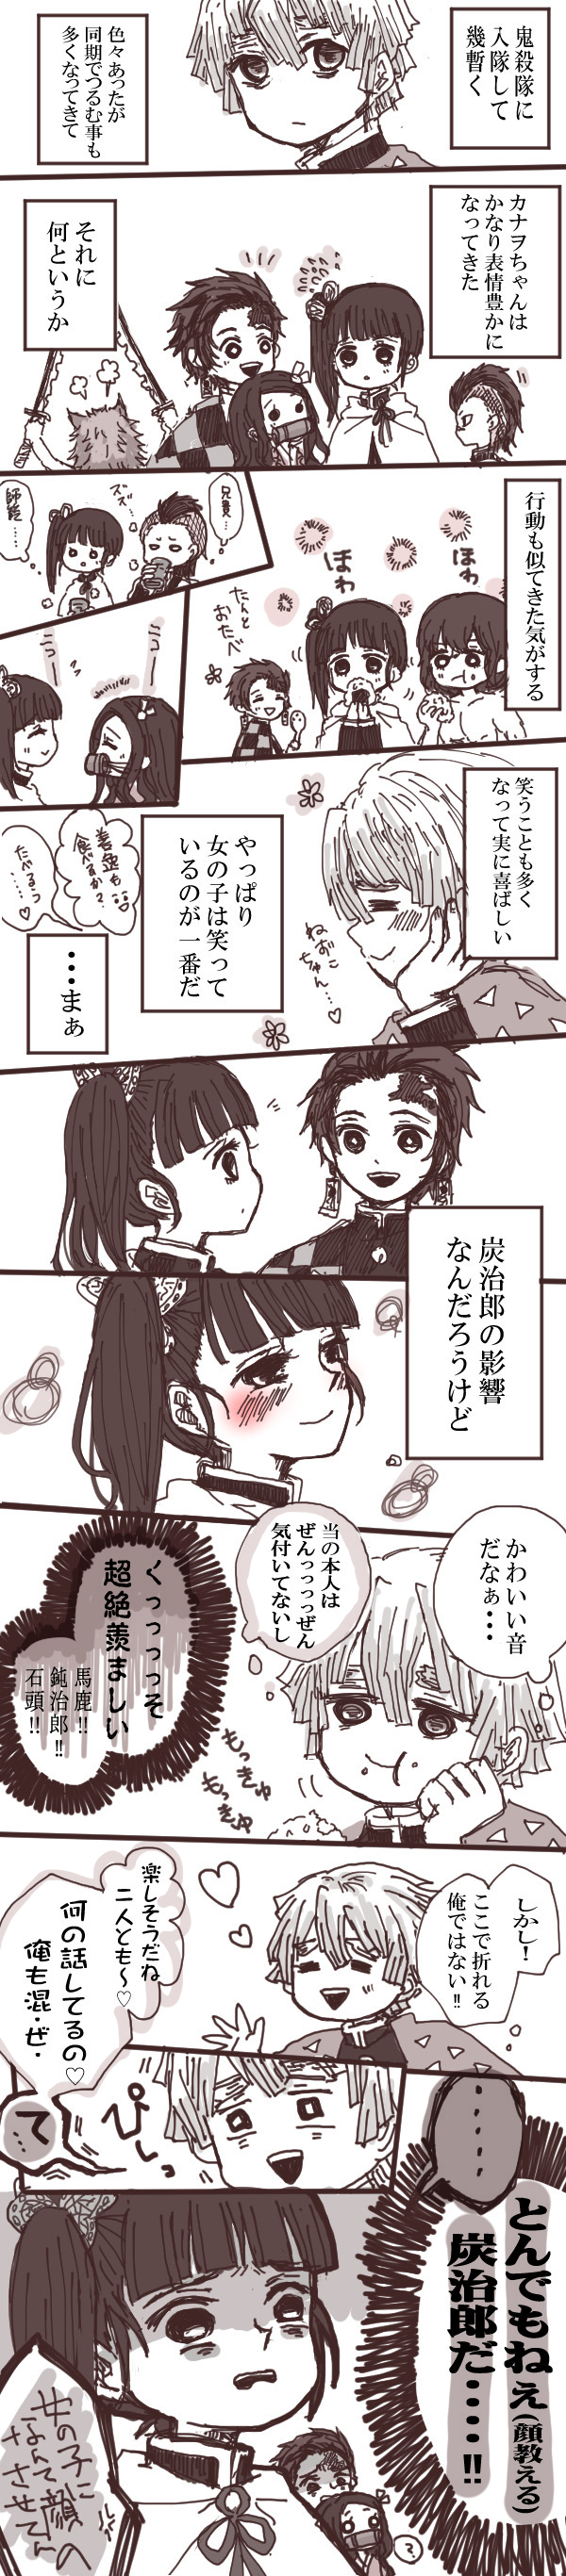 鬼殺隊に
入隊して
幾暫く
色々あったが
同期でつるむ事も
多くなってきて
カナヲちゃんは
かなり表情豊かに
なってきた
それに
何というか
行動も似てきた気がする
ほわ
ほわ
たんと
おたべ
兄貴…
ズズ…
師範……
ニコー
ニコー
笑うことも多く
なって実に喜ばしい
ねずこ
ちゃん…♡
やっぱり
女の子は笑って
いるのが一番だ
善逸も
食べるか？
たべるっ
……♡
…まぁ
炭治郎の影響
なんだろうけど
かわいい音
だなぁ…
当の本人は
ぜんっっっぜん
気付いてないし
もっきゅ
もっきゅ
くっっっっそ
超絶羨ましい
馬鹿!!
鈍治郎!!
石頭!!
しかし！
ここで折れる
俺ではない!!
楽しそうだね
二人とも～♡
何の話してるの♡
俺も混・ぜ・
て…
ぴしっ
……
とんでもねえ(顔教える)
炭治郎だ……!!
女の子に
なんて顔
させてんの
？